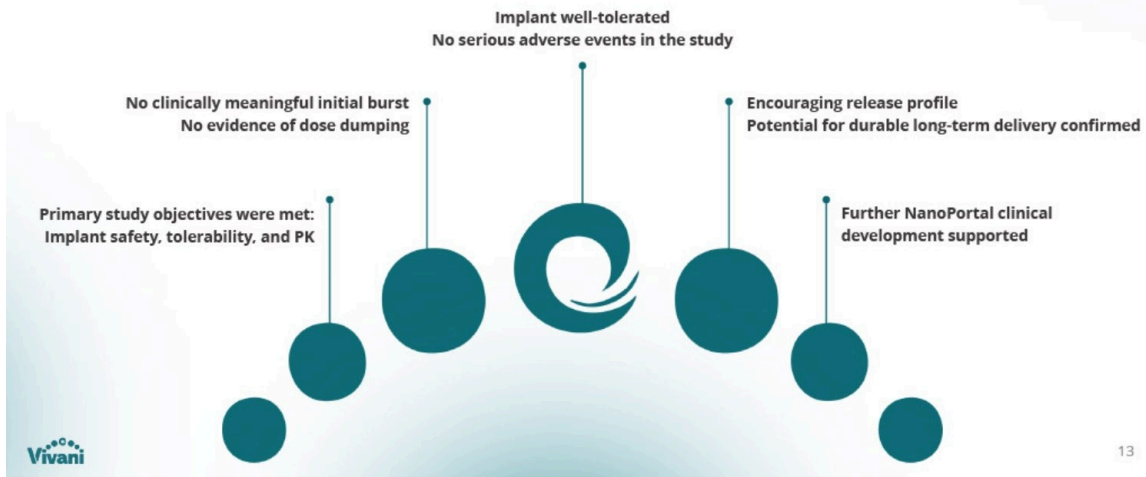 Implant well-tolerated
No serious adverse events in the study
No clinically meaningful initial burst
No evidence of dose dumping
Encouraging release profile
Potential for durable long-term delivery confirmed
Primary study objectives were met:
Implant safety, tolerability, and PK
Further NanoPortal clinical
development supported
Vivani
13